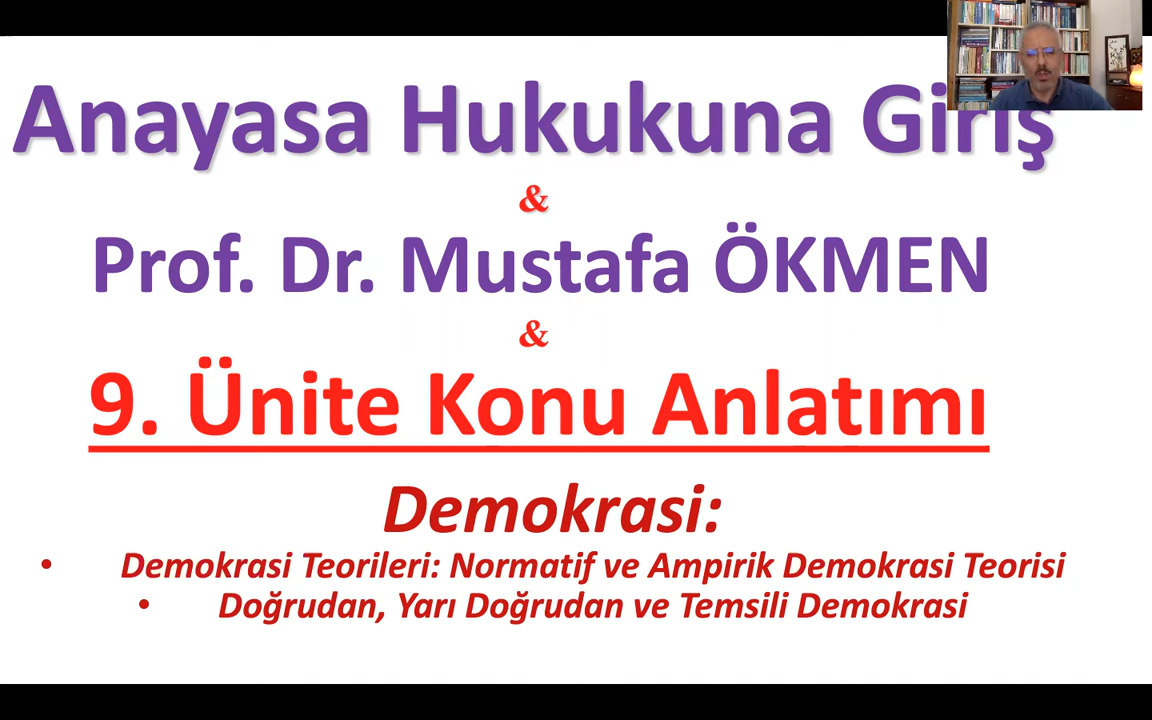 Anayasa Hukukuna Giriş
&
Prof. Dr. Mustafa ÖKMEN
&
9. Ünite Konu Anlatımı
Demokrasi:
• Demokrasi Teorileri: Normatif ve Ampirik Demokrasi Teorisi
• Doğrudan, Yarı Doğrudan ve Temsili Demokrasi